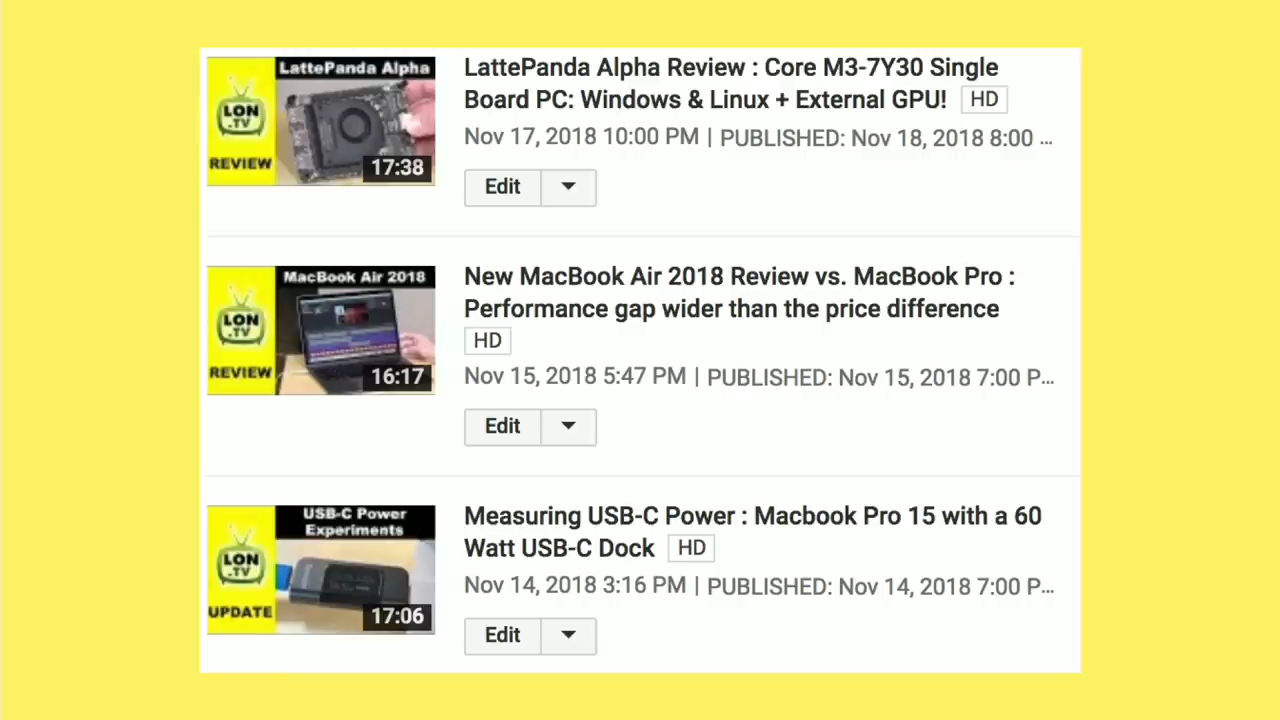 LattePanda Alpha
LON
.TV
REVIEW
17:38
LattePanda Alpha Review : Core M3-7Y30 Single
Board PC: Windows & Linux + External GPU! HD
Nov 17, 2018 10:00 PM | PUBLISHED: Nov 18, 2018 8:00 ...
Edit
MacBook Air 2018
LON
.TV
REVIEW
16:17
New MacBook Air 2018 Review vs. MacBook Pro :
Performance gap wider than the price difference
HD
Nov 15, 2018 5:47 PM | PUBLISHED: Nov 15, 2018 7:00 P...
Edit
USB-C Power
Experiments
LON
.TV
UPDATE
17:06
Measuring USB-C Power : Macbook Pro 15 with a 60
Watt USB-C Dock HD
Nov 14, 2018 3:16 PM | PUBLISHED: Nov 14, 2018 7:00 P...
Edit